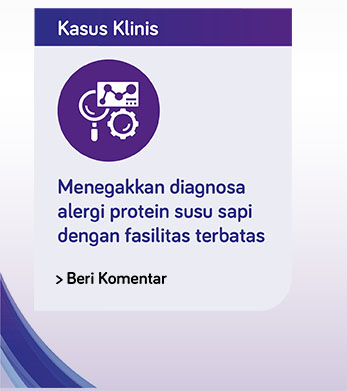 Kasus Klinis
Menegakkan diagnosa
alergi protein susu sapi
dengan fasilitas terbatas
> Beri Komentar